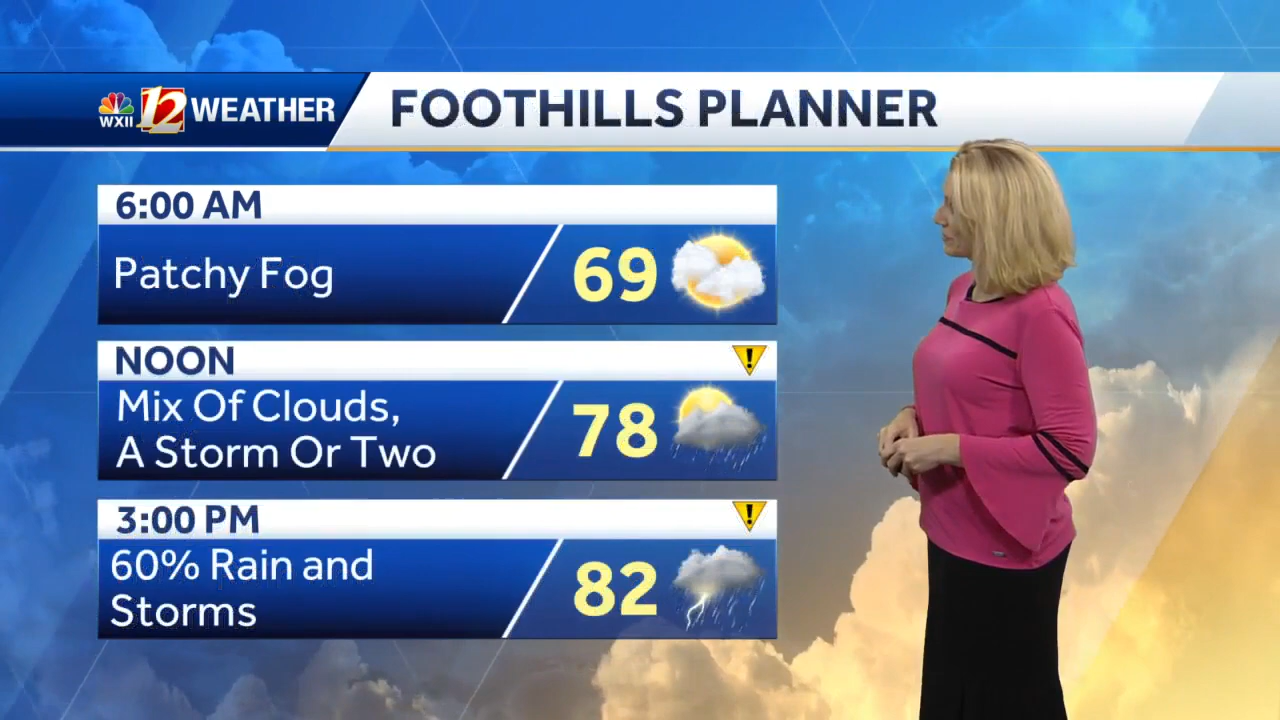 WXII 12 WEATHER
FOOTHILLS PLANNER
6:00 AM
Patchy Fog
69
NOON
Mix Of Clouds,
A Storm Or Two
78
3:00 PM
60% Rain and
Storms
82